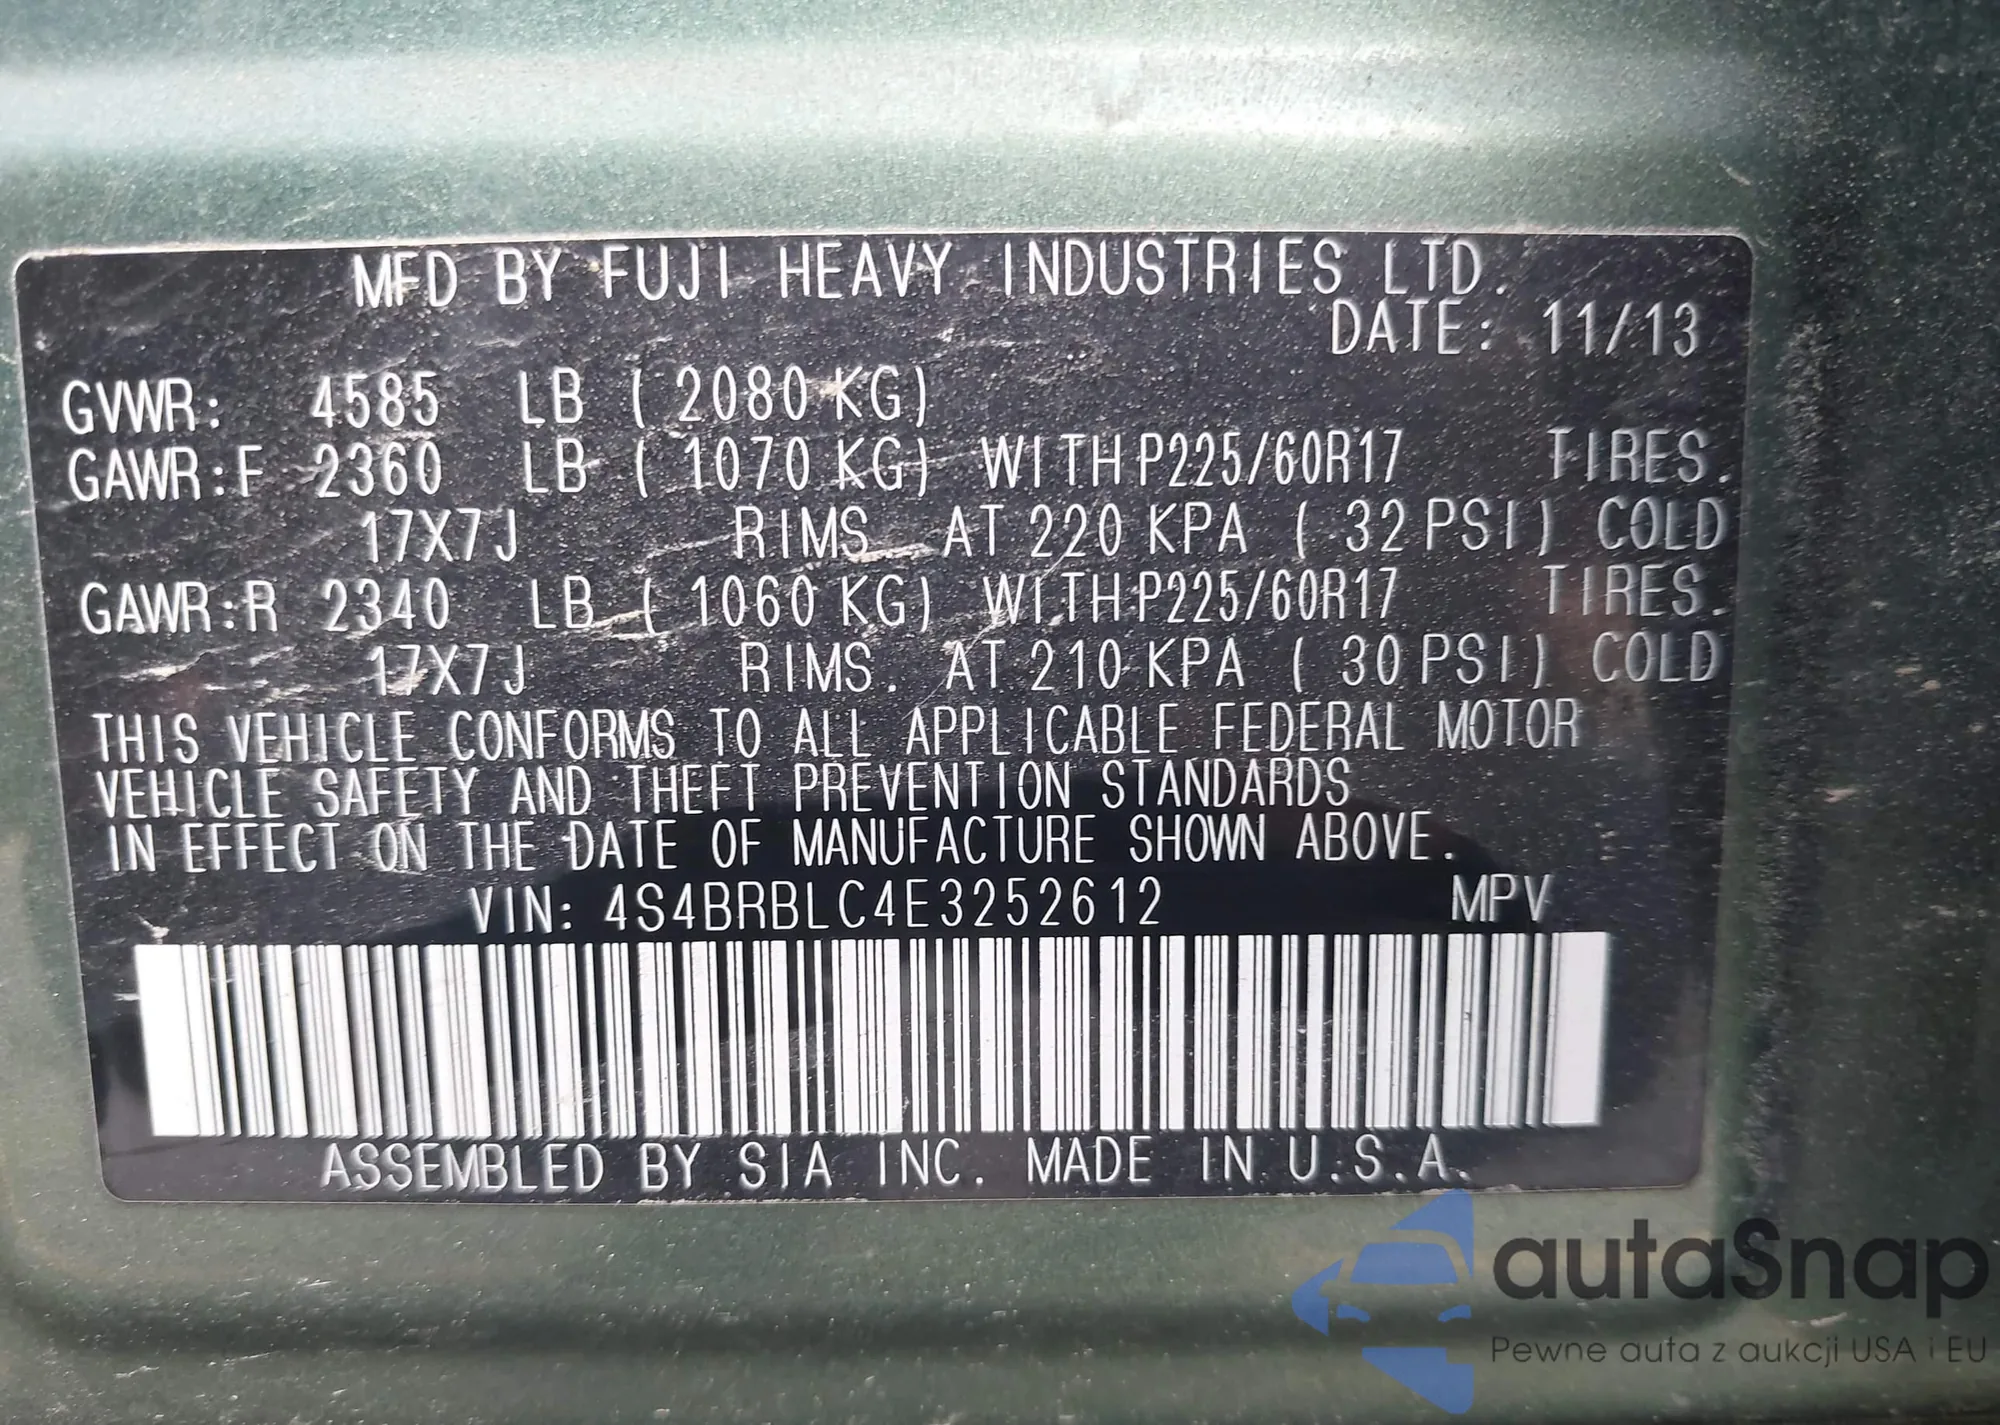 MFD BY FUJI HEAVY INDUSTRIES LTD.
DATE: 11/13
GVWR: 4585 LB ( 2080 KG)
GAWR:F 2360 LB ( 1070 KG) WITH P225/60R17 TIRES.
17X7J RIMS. AT 220 KPA ( 32 PSI) COLD
GAWR:R 2340 LB ( 1060 KG) WITH P225/60R17 TIRES.
17X7J RIMS. AT 210 KPA ( 30 PSI) COLD
THIS VEHICLE CONFORMS TO ALL APPLICABLE FEDERAL MOTOR
VEHICLE SAFETY AND THEFT PREVENTION STANDARDS
IN EFFECT ON THE DATE OF MANUFACTURE SHOWN ABOVE.
VIN: 4S4BRBLC4E3252612 MPV
ASSEMBLED BY SIA INC. MADE IN U.S.A.
autaSnap
Pewne auta z aukcji USA i EU